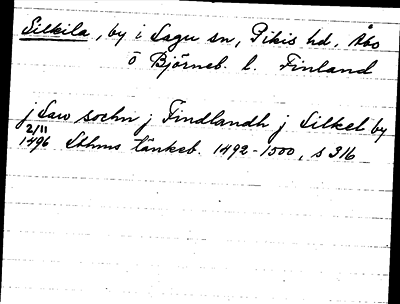 Silkila, by i Sagu sn, Pikis hd, Åbo
o Björneb. l. Finland
j Saw sochn j Findlandh j Silkel by
2/11
1496 Sthms tänkeb. 1492-1500, s 316